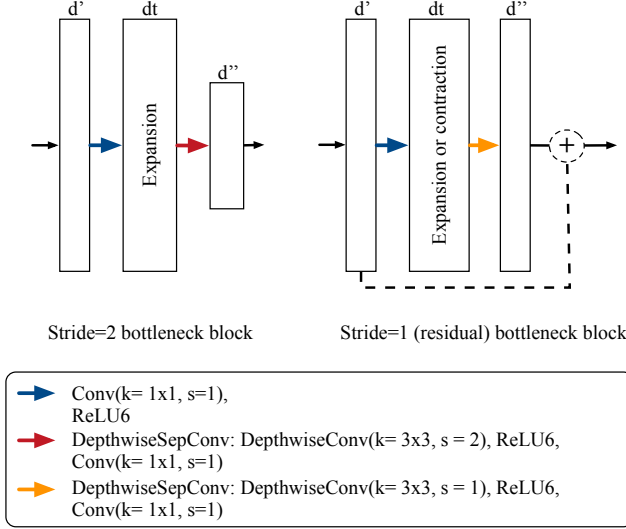 d’ dt d’’ d’ dt d’’
Expansion
Expansion or contraction
+
Stride=2 bottleneck block Stride=1 (residual) bottleneck block
Conv(k= 1x1, s=1),
ReLU6
DepthwiseSepConv: DepthwiseConv(k= 3x3, s = 2), ReLU6,
Conv(k= 1x1, s=1)
DepthwiseSepConv: DepthwiseConv(k= 3x3, s = 1), ReLU6,
Conv(k= 1x1, s=1)